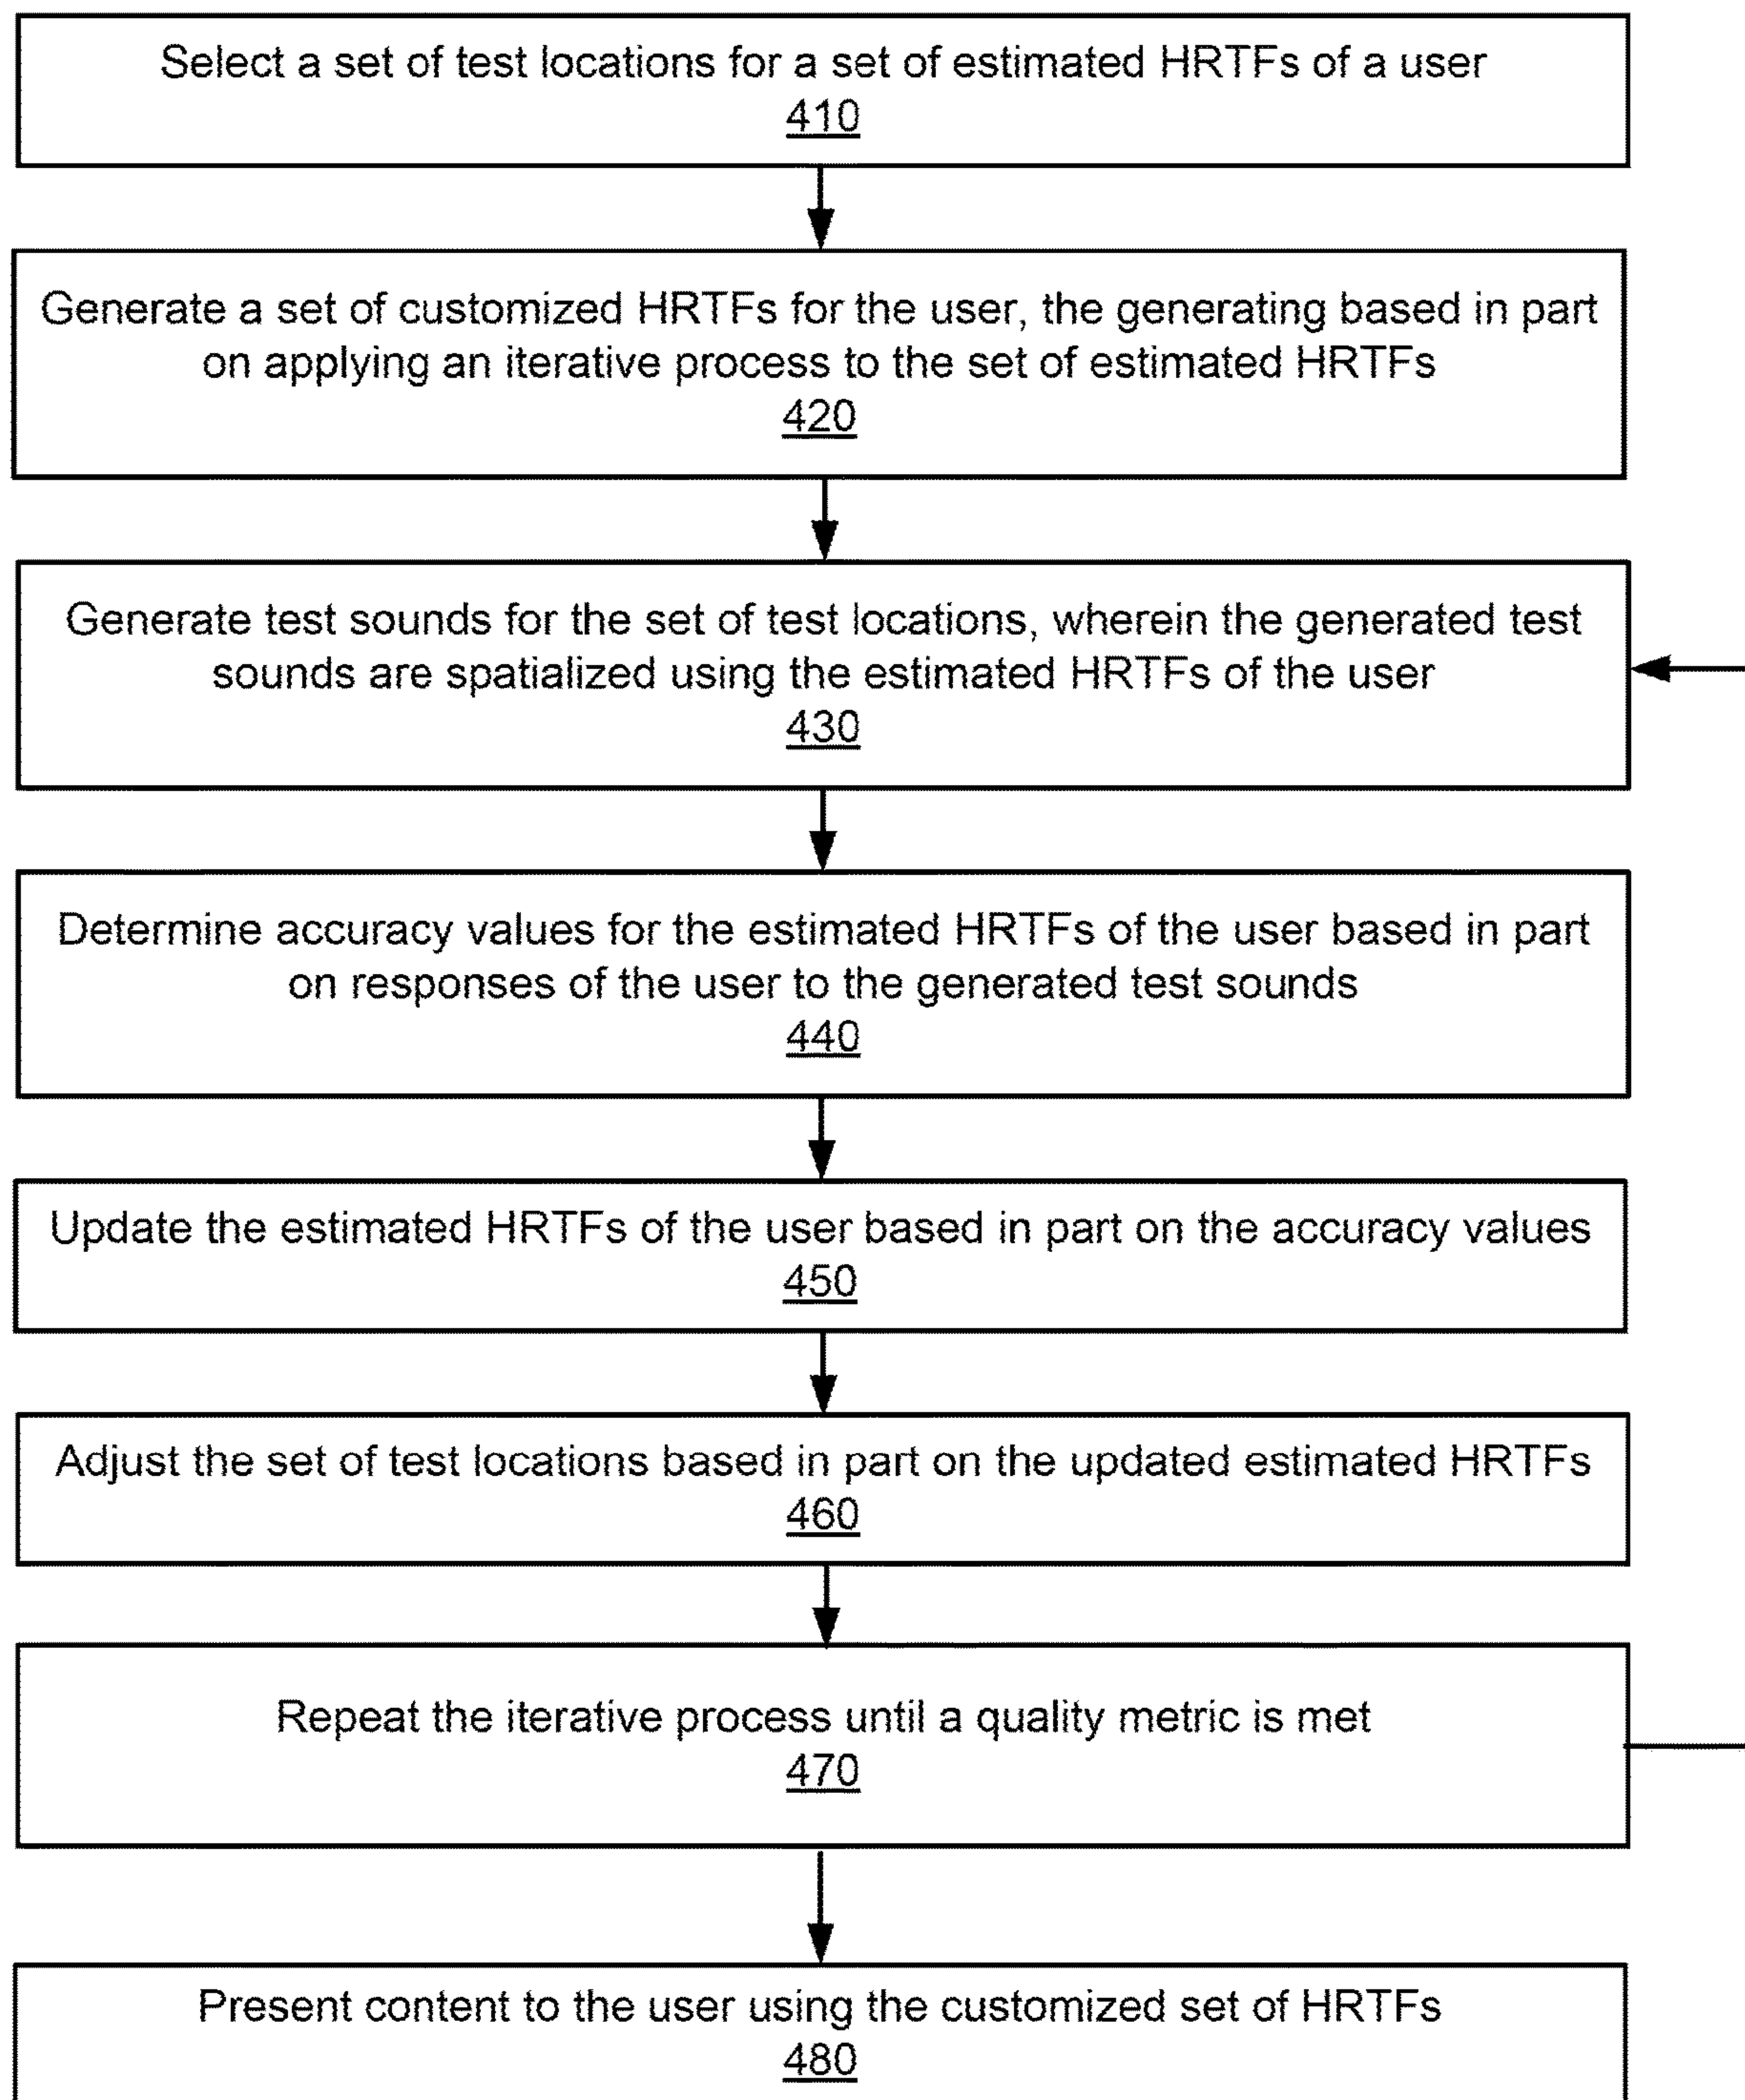 Select a set of test locations for a set of estimated HRTFs of a user
410
Generate a set of customized HRTFs for the user, the generating based in part
on applying an iterative process to the set of estimated HRTFs
420
Generate test sounds for the set of test locations, wherein the generated test
sounds are spatialized using the estimated HRTFs of the user
430
Determine accuracy values for the estimated HRTFs of the user based in part
on responses of the user to the generated test sounds
440
Update the estimated HRTFs of the user based in part on the accuracy values
450
Adjust the set of test locations based in part on the updated estimated HRTFs
460
Repeat the iterative process until a quality metric is met
470
Present content to the user using the customized set of HRTFs
480